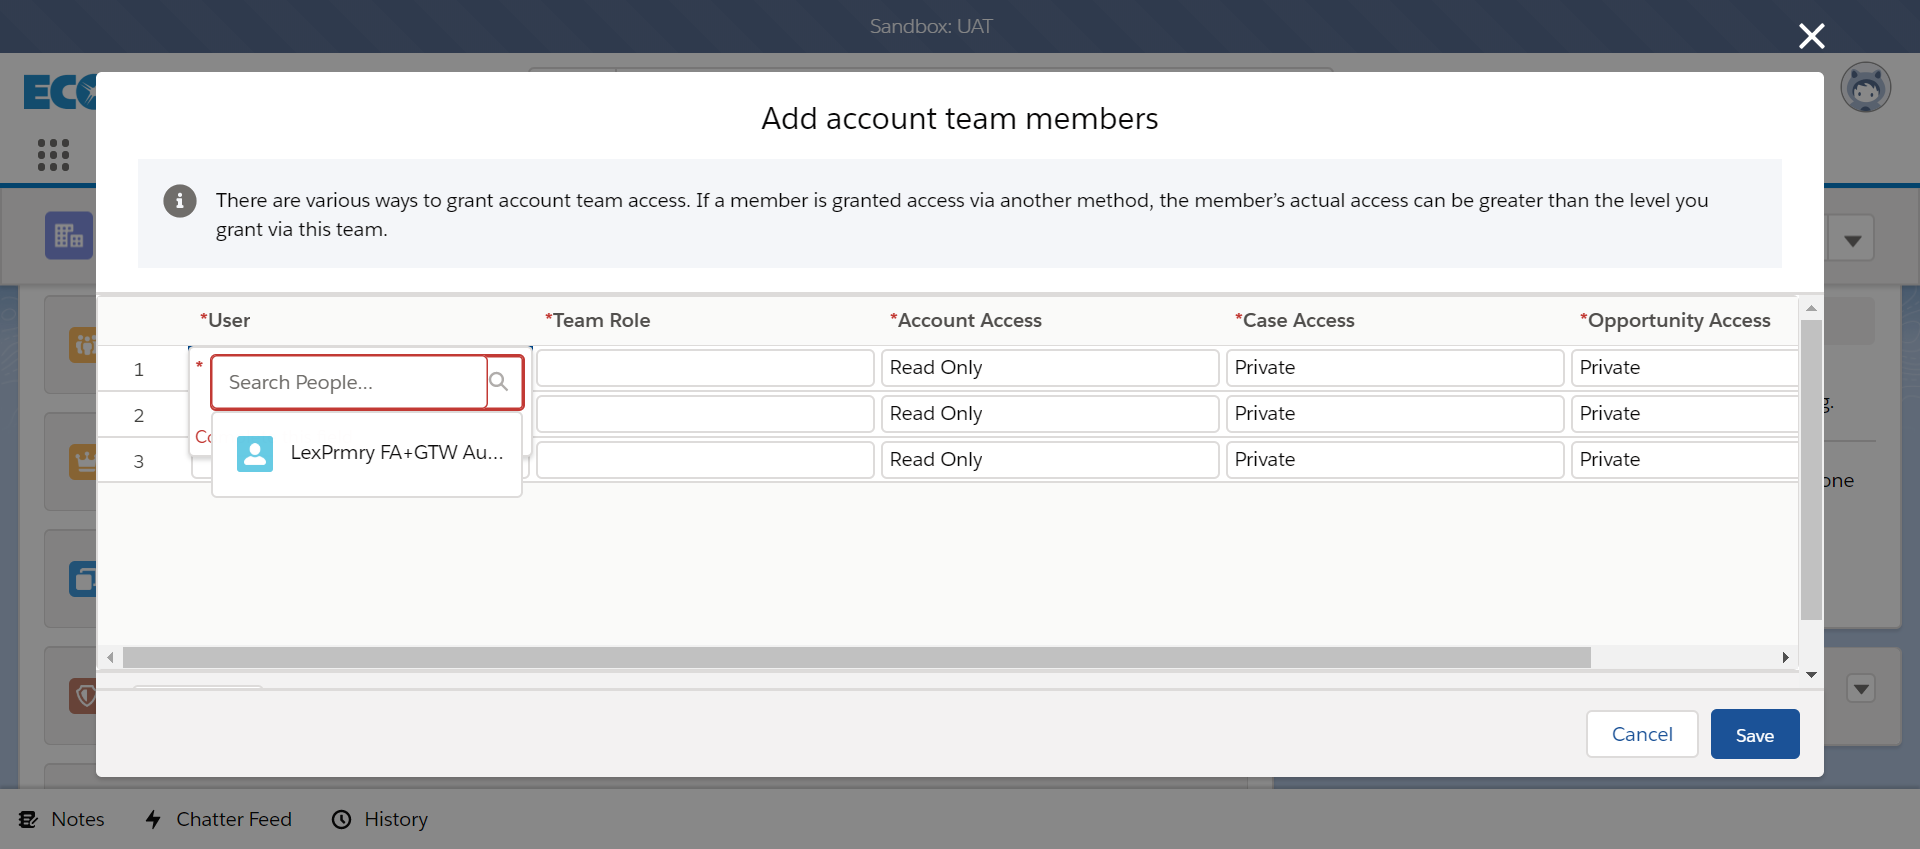 Sandbox: UAT
ECO
Add account team members
There are various ways to grant account team access. If a member is granted access via another method, the member's actual access can be greater than the level you
grant via this team.
*User *Team Role *Account Access *Case Access *Opportunity Access
1 * Search People... Read Only Private Private
2 Read Only Private Private
Co
LexPrmry FA+GTW Au...
3 Read Only Private Private
g.
one
Cancel Save
Notes Chatter Feed History